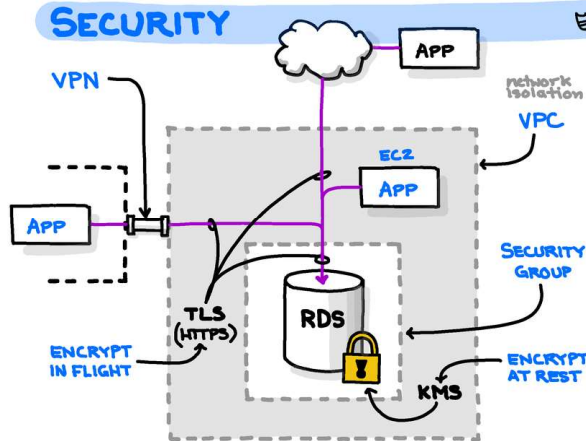 SECURITY
APP
VPN
network
isolation
VPC
EC2
APP
APP
SECURITY
GROUP
TLS
(HTTPS)
RDS
ENCRYPT
IN FLIGHT
ENCRYPT
AT REST
KMS